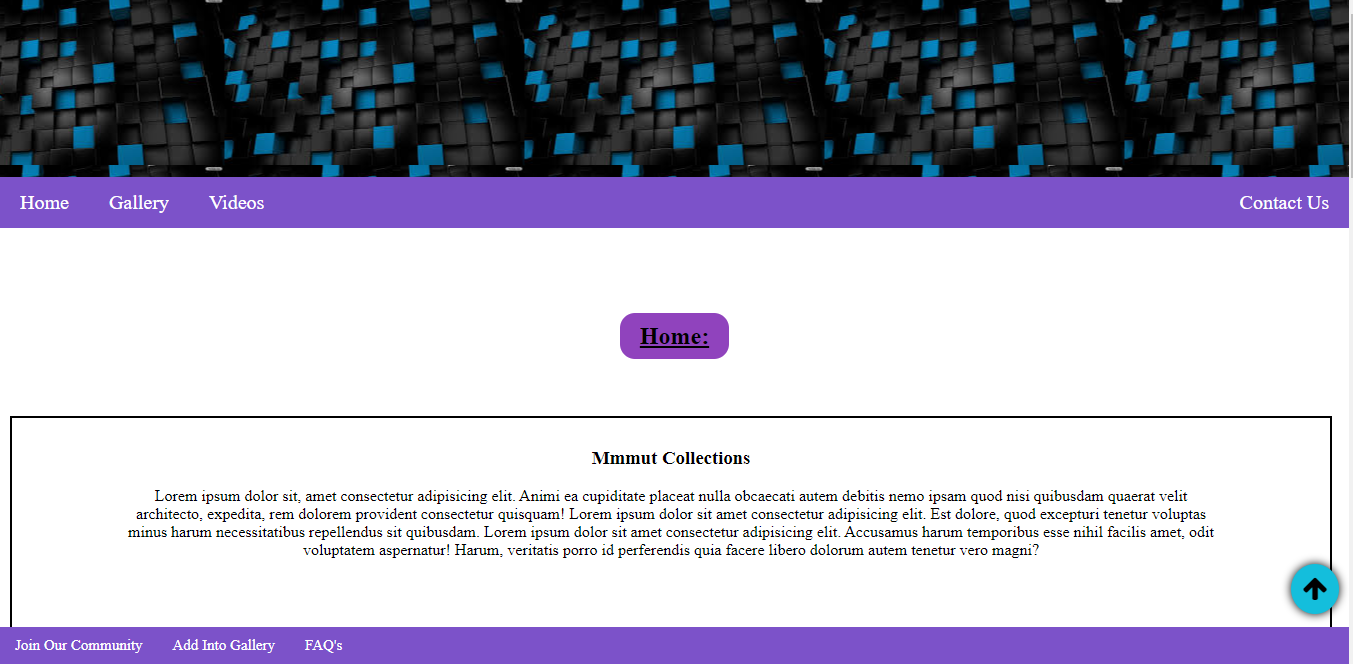 Home Gallery Videos Contact Us
Home:
Mmmut Collections
Lorem ipsum dolor sit, amet consectetur adipisicing elit. Animi ea cupiditate placeat nulla obcaecati autem debitis nemo ipsam quod nisi quibusdam quaerat velit
architecto, expedita, rem dolorem provident consectetur quisquam! Lorem ipsum dolor sit amet consectetur adipisicing elit. Est dolore, quod excepturi tenetur voluptas
minus harum necessitatibus repellendus sit quibusdam. Lorem ipsum dolor sit amet consectetur adipisicing elit. Accusamus harum temporibus esse nihil facilis amet, odit
voluptatem aspernatur! Harum, veritatis porro id perferendis quia facere libero dolorum autem tenetur vero magni?
Join Our Community Add Into Gallery FAQ's